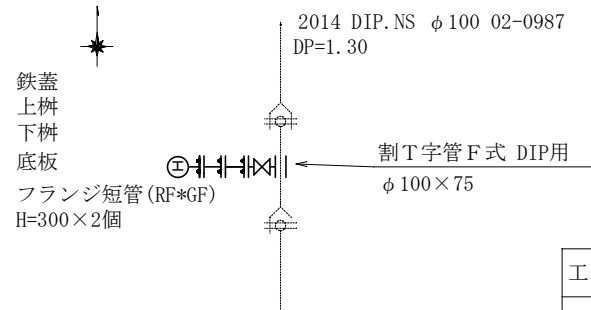 2014 DIP.NS φ100 02-0987
DP=1.30
鉄蓋
上桝
下桝
底板
フランジ短管(RF*GF)
H=300×2個
H
割T字管F式 DIP用
φ100×75
工